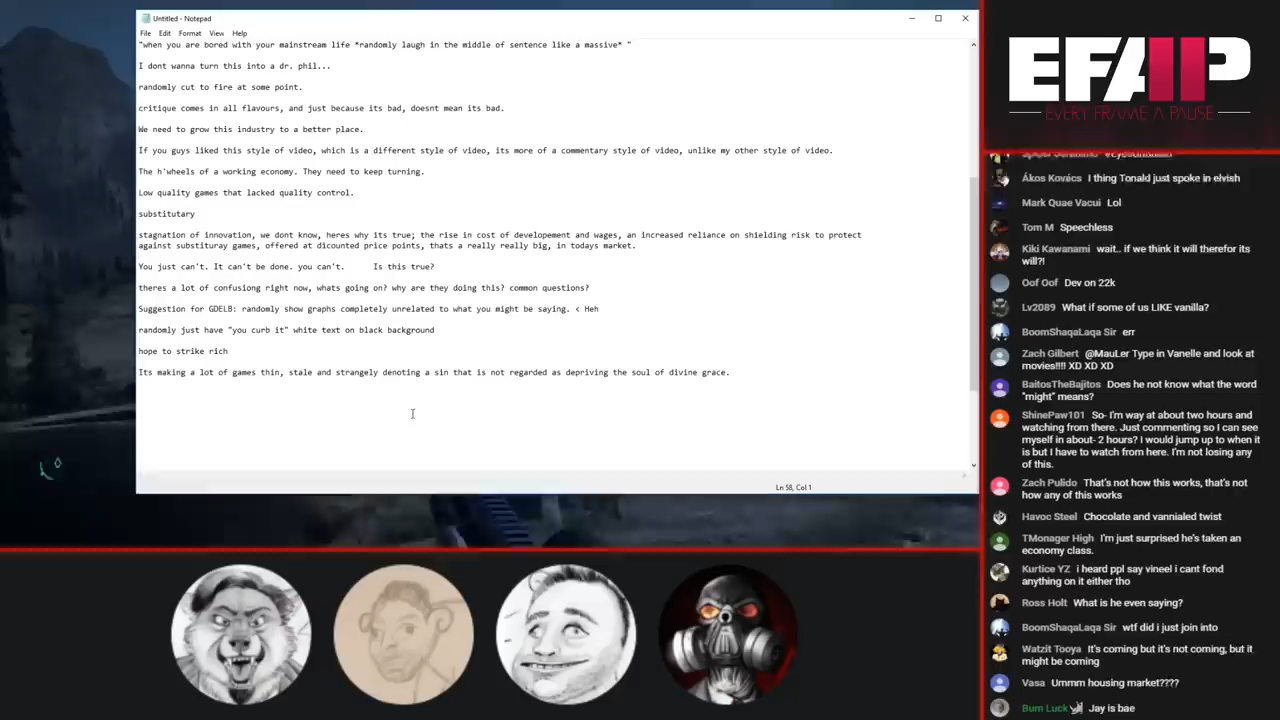 Untitled - Notepad
File Edit Format View Help
"when you are bored with your mainstream life *randomly laugh in the middle of sentence like a massive* "
I dont wanna turn this into a dr. phil...
randomly cut to fire at some point.
critique comes in all flavours, and just because its bad, doesnt mean its bad.
We need to grow this industry to a better place.
If you guys liked this style of video, which is a different style of video, its more of a commentary style of video, unlike my other style of video.
The h'wheels of a working economy. They need to keep turning.
Low quality games that lacked quality control.
substitutary
stagnation of innovation, we dont know, heres why its true; the rise in cost of developement and wages, an increased reliance on shielding risk to protect
against substituray games, offered at dicounted price points, thats a really really big, in todays market.
You just can't. It can't be done. you can't. Is this true?
theres a lot of confusiong right now, whats going on? why are they doing this? common questions?
Suggestion for GDELB: randomly show graphs completely unrelated to what you might be saying. < Heh
randomly just have "you curb it" white text on black background
hope to strike rich
Its making a lot of games thin, stale and strangely denoting a sin that is not regarded as depriving the soul of divine grace.
Ln 58, Col 1
EFAP
EVERY FRAME A PAUSE
Ákos Kovács I thing Tonald just spoke in elvish
Mark Quae Vacui Lol
Tom M Speechless
Kiki Kawanami wait.. if we think it will therefor its
will?!
Oof Oof Dev on 22k
Lv2089 What if some of us LIKE vanilla?
BoomShaqaLaqa Sir err
Zach Gilbert @MauLer Type in Vanelle and look at
movies!!!! XD XD XD
BaitosTheBajitos Does he not know what the word
"might" means?
ShinePaw101 So- I'm way at about two hours and
watching from there. Just commenting so I can see
myself in about- 2 hours? I would jump up to when it
is but I have to watch from here. I'm not losing any
of this.
Zach Pulido That's not how this works, that's not
how any of this works
Havoc Steel Chocolate and vannialed twist
TMonager High I'm just surprised he's taken an
economy class.
Kurtice YZ i heard ppl say vineel i cant fond
anything on it either tho
Ross Holt What is he even saying?
BoomShaqaLaqa Sir wtf did i just join into
Watzit Tooya It's coming but it's not coming, but it
might be coming
Vasa Ummm housing market????
Bum Luck Jay is bae